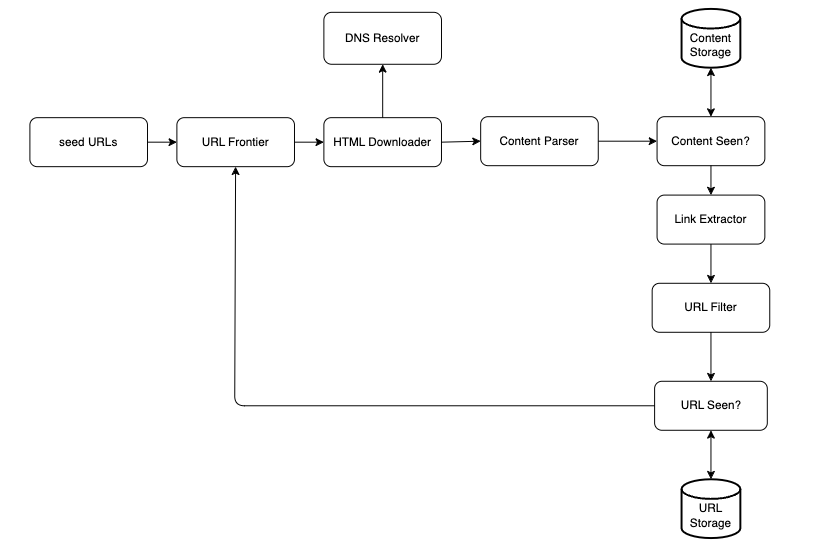 DNS Resolver
Content
Storage
seed URLs
URL Frontier
HTML Downloader
Content Parser
Content Seen?
Link Extractor
URL Filter
URL Seen?
URL
Storage